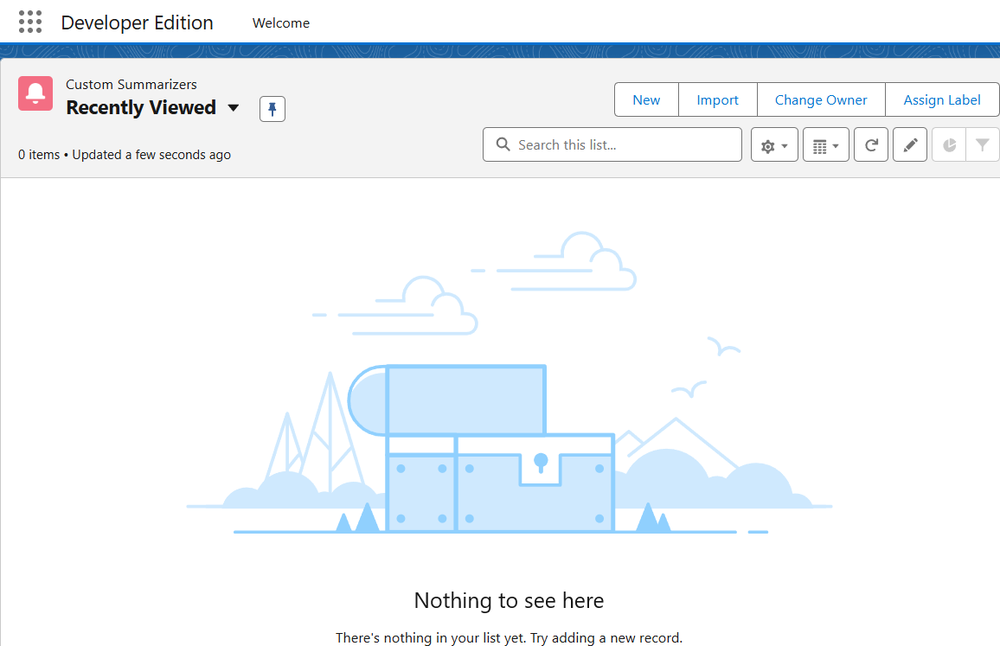 Developer Edition Welcome
Custom Summarizers
Recently Viewed
New Import Change Owner Assign Label
0 items • Updated a few seconds ago
Search this list...
Nothing to see here
There's nothing in your list yet. Try adding a new record.